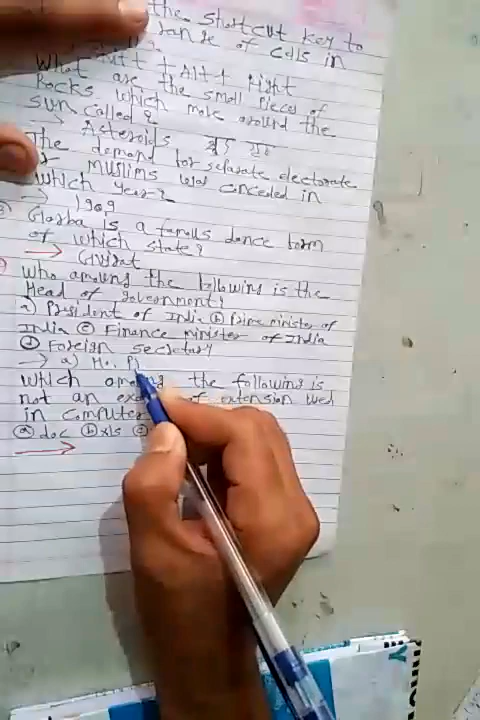 the shortcut key to
range of cells in
+ Alt + Right
What are the small pieces of
Rocks which move around the
sun called?
→ Asteroids
The demand for separate electorate
Muslims was conceded in
Which year?
→ 1909
Garba is a famous dance form
of which state?
→ Gujrat
Who among the following is the
Head of government?
a) President of India ⓑ Prime minister of
India ⓒ Finance minister of India
ⓓ Foreign secretary
→ a)
Which among the following is
not an of extension used
in computer
ⓐ doc ⓑ xls ⓒ
→